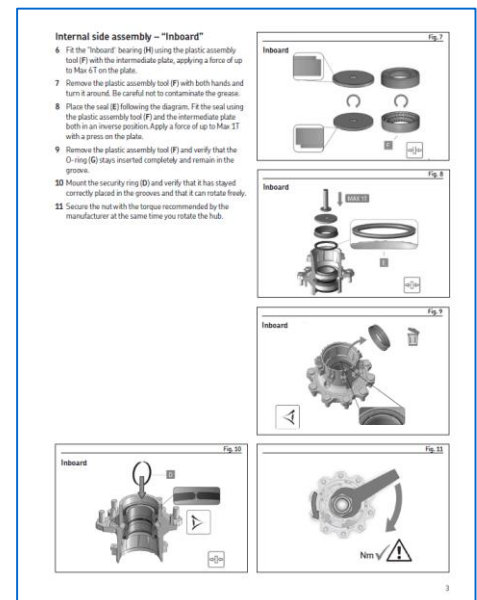 Internal side assembly – “Inboard”
6 Fit the "Inboard" bearing (H) using the plastic assembly
tool (F) with the intermediate plate, applying a force of up
to Max 6T on the plate.
7 Remove the plastic assembly tool (F) with both hands and
turn it around. Be careful not to contaminate the grease.
8 Place the seal (E) following the diagram. Fit the seal using
the plastic assembly tool (F) and the intermediate plate
both in an inverse position. Apply a force of up to Max 1T
with a press on the plate.
9 Remove the plastic assembly tool (F) and verify that the
O-ring (G) stays inserted completely and remain in the
groove.
10 Mount the security ring (D) and verify that it has stayed
correctly placed in the grooves and that it can rotate freely.
11 Secure the nut with the torque recommended by the
manufacturer at the same time you rotate the hub.
Fig. 7
Inboard
F
Fig. 8
Inboard
MAX 1T
E
Fig. 9
Inboard
Fig. 10
Inboard
D
Fig. 11
Nm
3